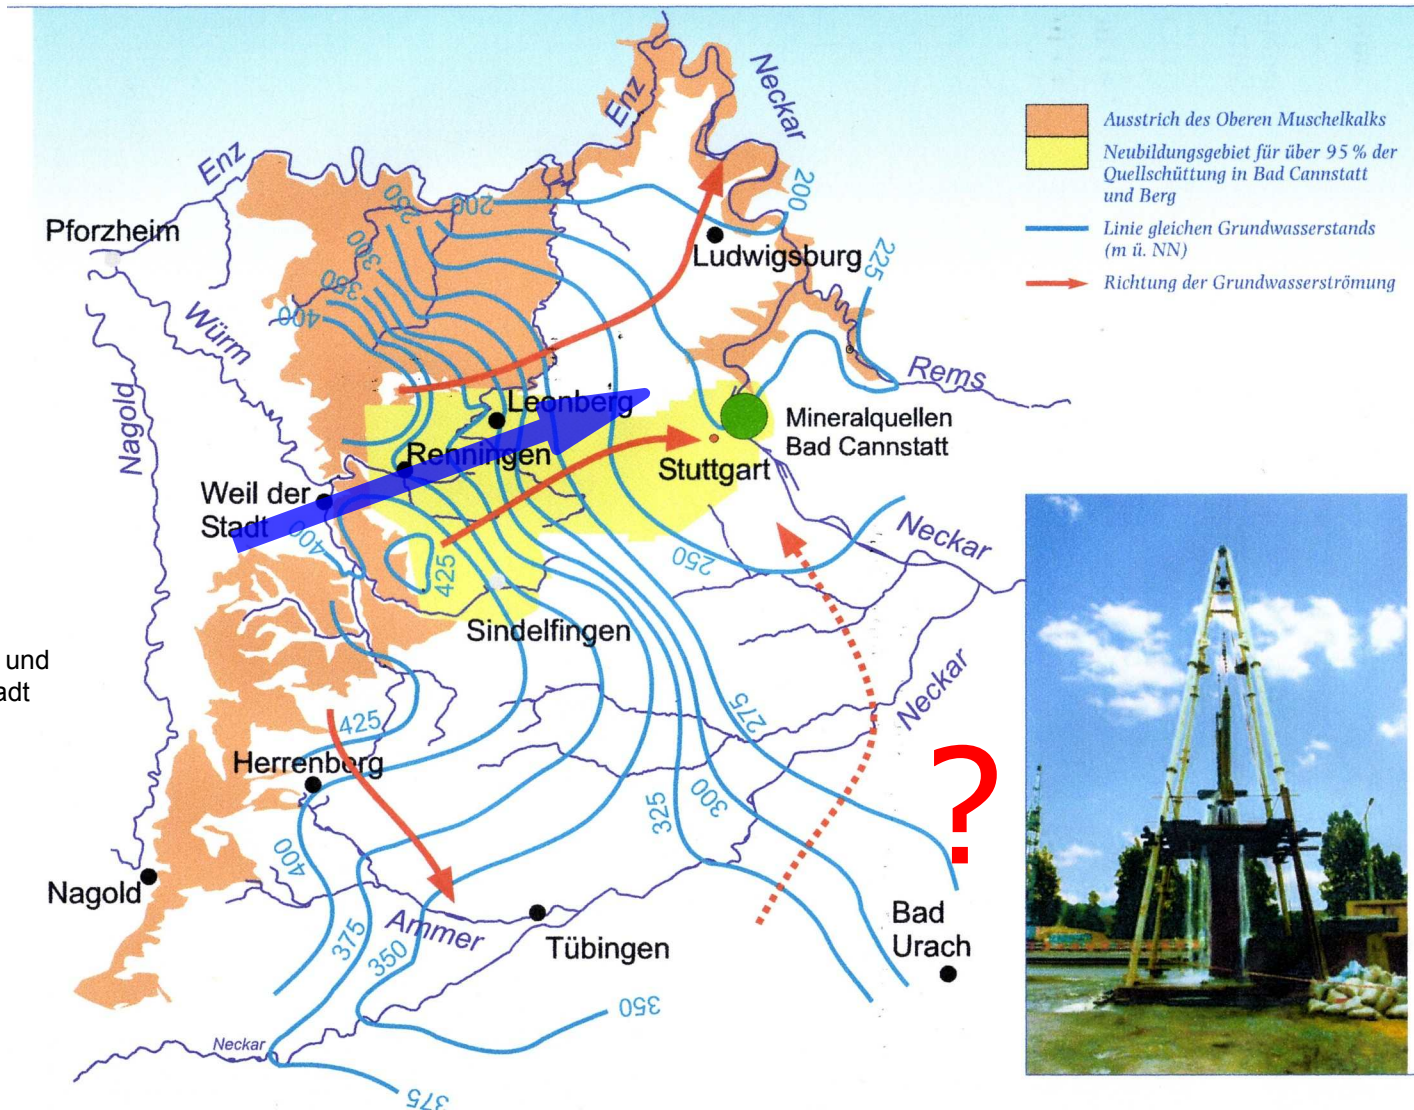 Enz
Neckar
Enz
Pforzheim
Würm
Nagold
250
200
300
350
400
200
225
Ludwigsburg
Rems
Leonberg
Renningen
Weil der
Stadt
400
425
Stuttgart
Mineralquellen
Bad Cannstatt
Neckar
250
Sindelfingen
und
adt
425
Herrenberg
400
Neckar
275
300
325
?
Nagold
375
350
Ammer
Tübingen
Bad
Urach
350
Neckar
375
Ausstrich des Oberen Muschelkalks
Neubildungsgebiet für über 95 % der
Quellschüttung in Bad Cannstatt
und Berg
Linie gleichen Grundwasserstands
(m ü. NN)
Richtung der Grundwasserströmung